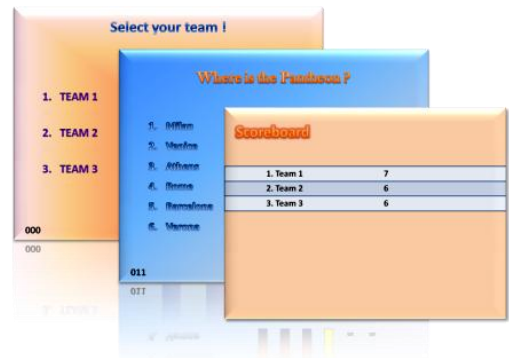 Select your team !
1. TEAM 1
2. TEAM 2
3. TEAM 3
000
Where is the Pantheon ?
1. Milan
2. Venice
3. Athens
4. Rome
5. Barcelona
6. Verona
011
Scoreboard
1. Team 1 7
2. Team 2 6
3. Team 3 6